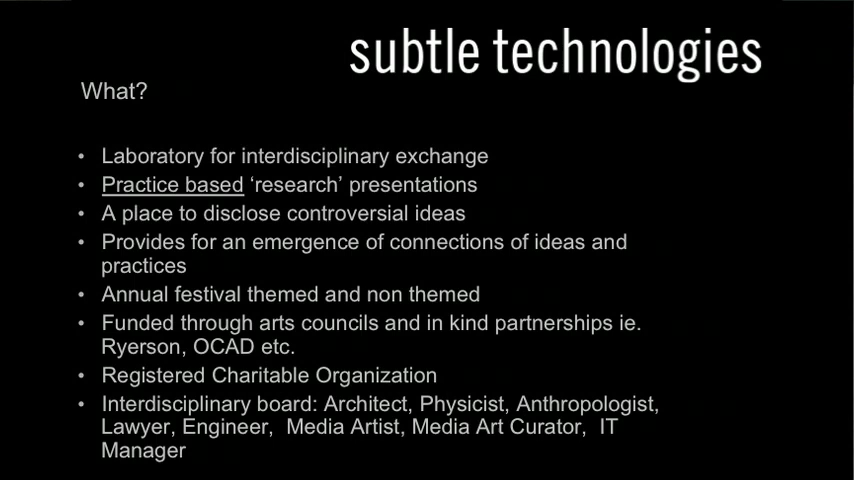 subtle technologies
What?
• Laboratory for interdisciplinary exchange
• Practice based ‘research’ presentations
• A place to disclose controversial ideas
• Provides for an emergence of connections of ideas and
practices
• Annual festival themed and non themed
• Funded through arts councils and in kind partnerships ie.
Ryerson, OCAD etc.
• Registered Charitable Organization
• Interdisciplinary board: Architect, Physicist, Anthropologist,
Lawyer, Engineer,  Media Artist, Media Art Curator,  IT
Manager